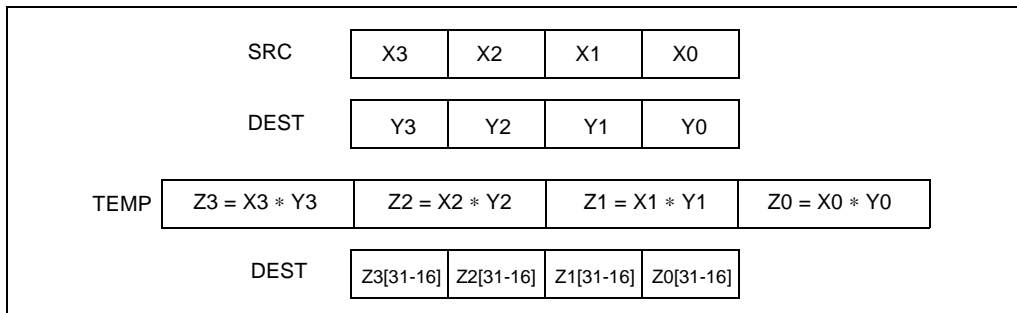 SRC X3 X2 X1 X0
DEST Y3 Y2 Y1 Y0
TEMP Z3 = X3 ∗ Y3 Z2 = X2 ∗ Y2 Z1 = X1 ∗ Y1 Z0 = X0 ∗ Y0
DEST Z3[31-16] Z2[31-16] Z1[31-16] Z0[31-16]